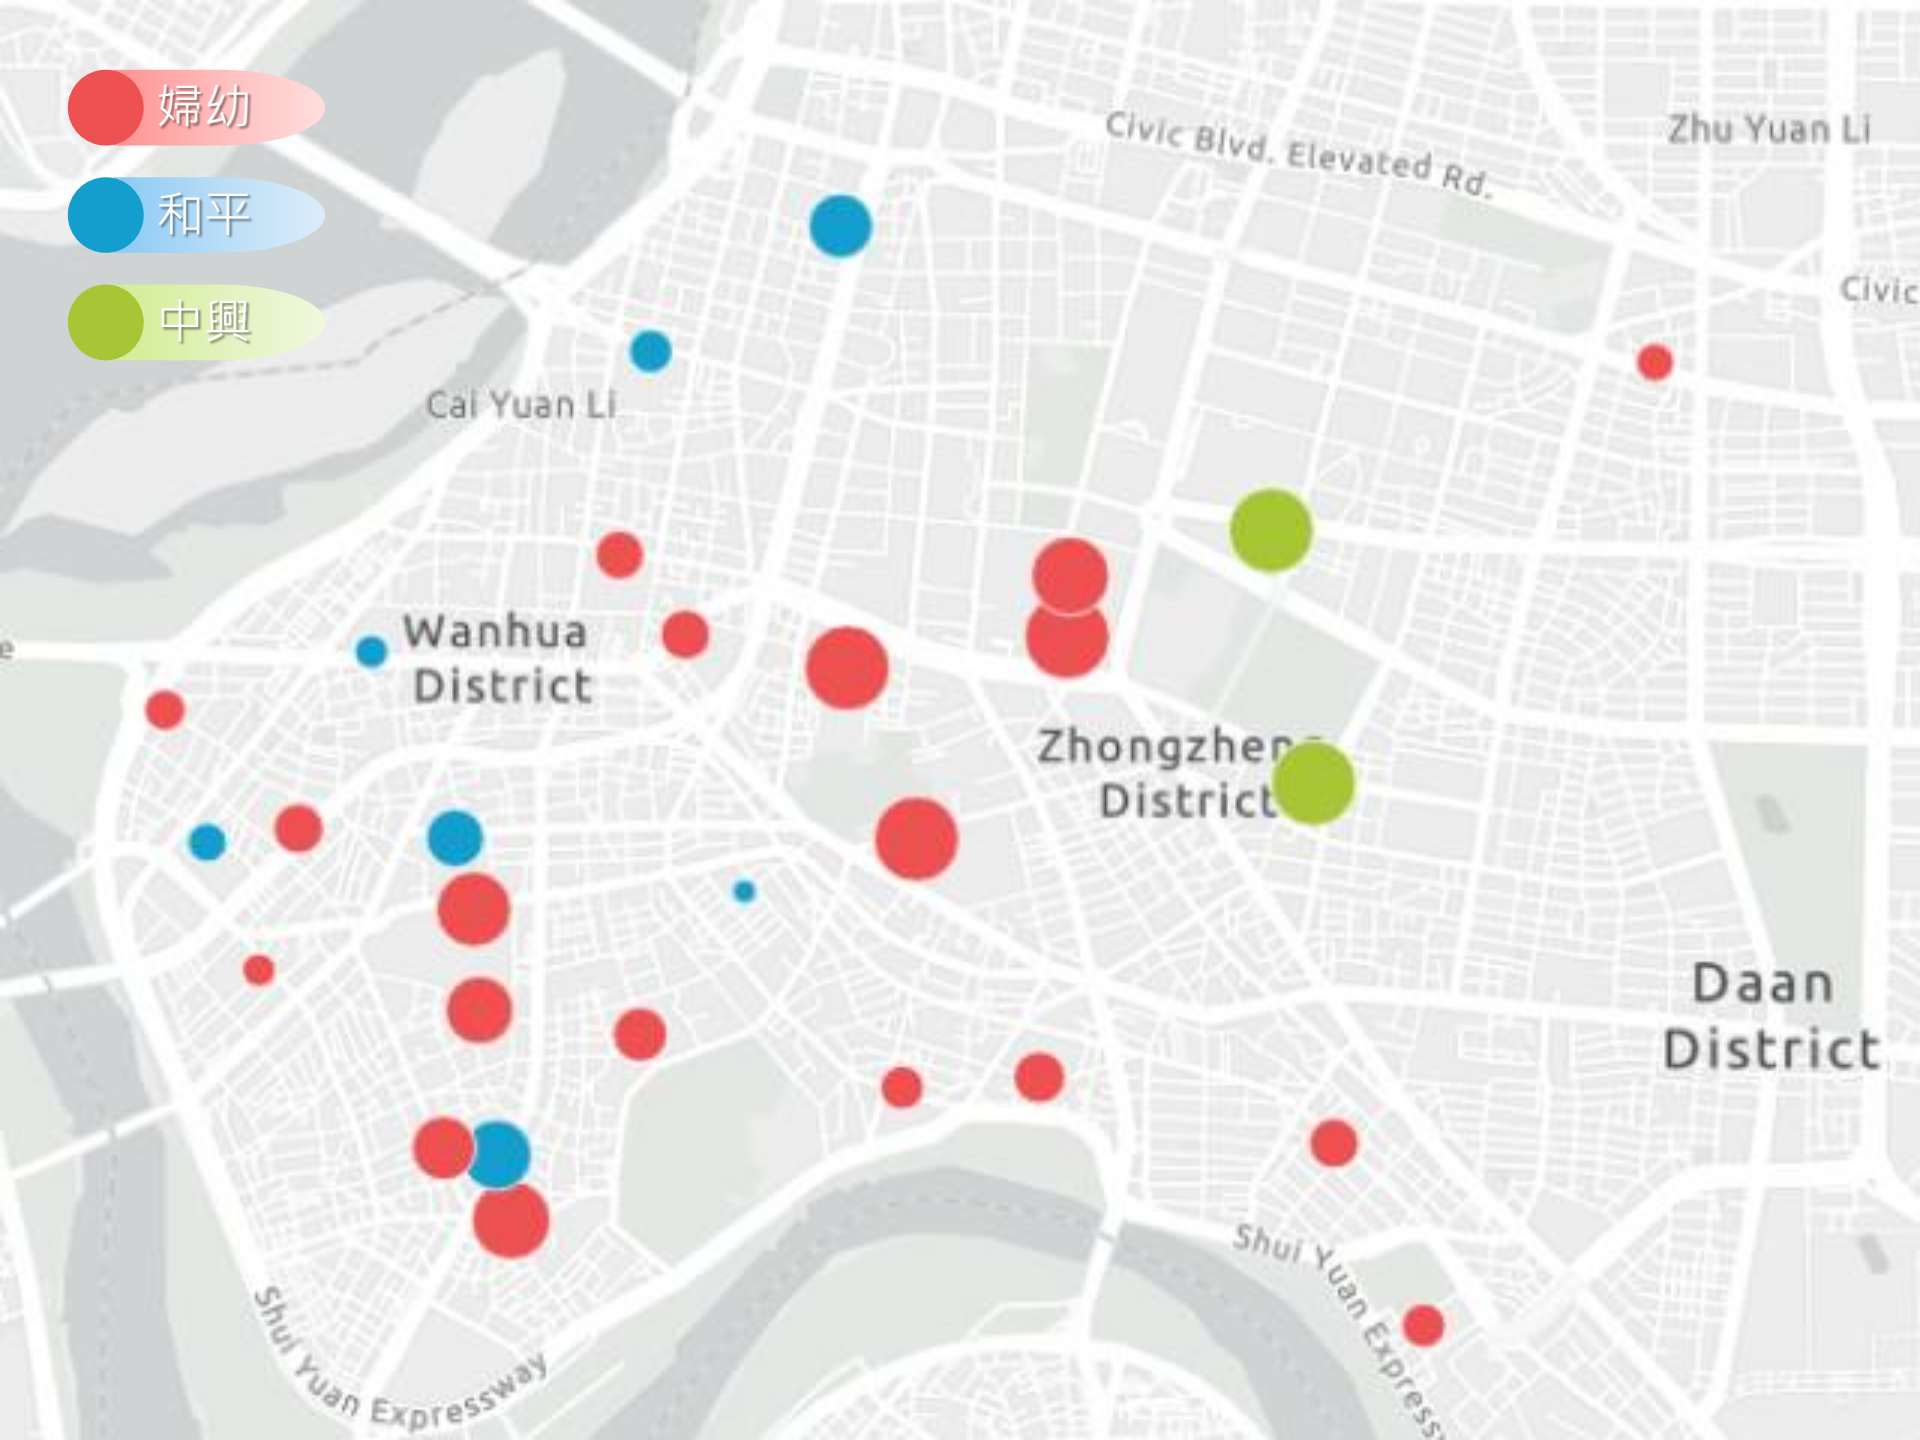 婦幼
和平
中興
Civic Blvd. Elevated Rd.
Zhu Yuan Li
Civic
Cai Yuan Li
Wanhua
District
e
Zhongzheng
District
Daan
District
Shui Yuan Expressway
Shui Yuan Express